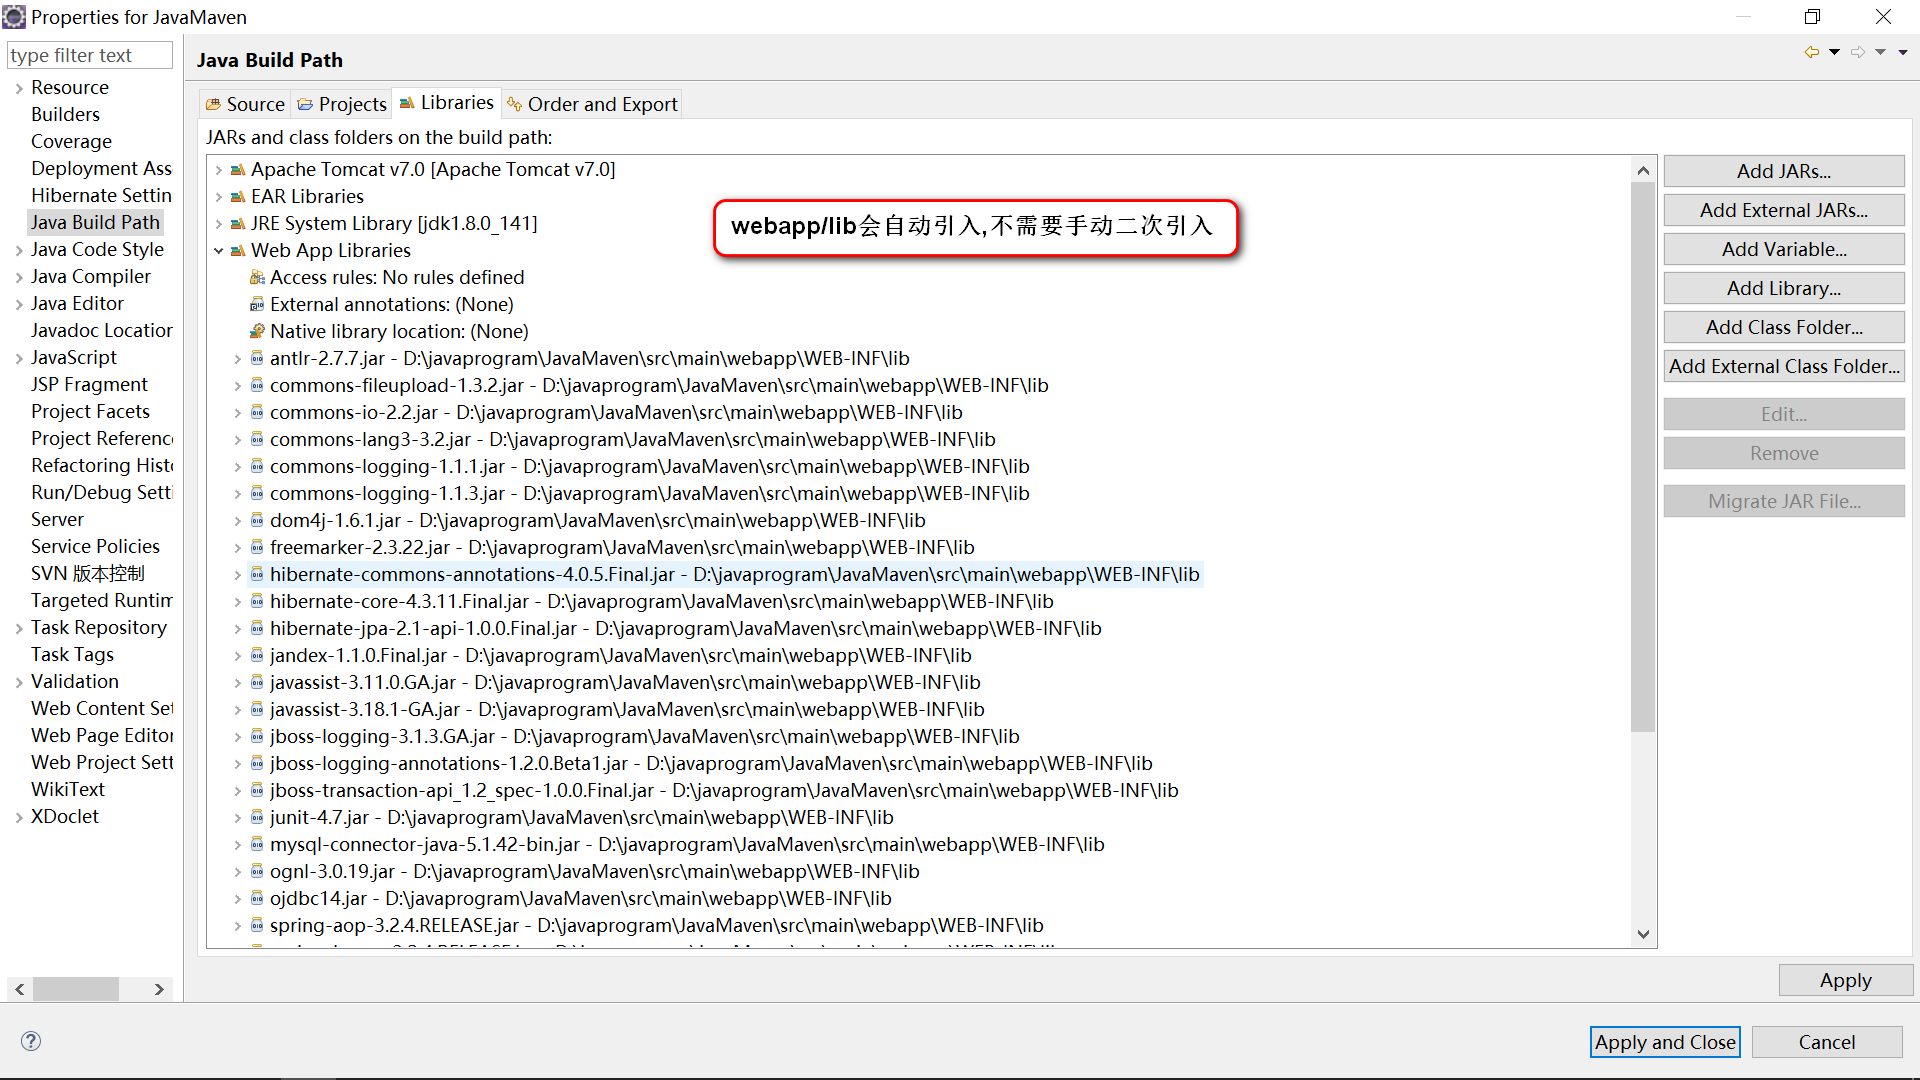 Properties for JavaMaven
type filter text
Resource
Builders
Coverage
Deployment Ass
Hibernate Settin
Java Build Path
Java Code Style
Java Compiler
Java Editor
Javadoc Location
JavaScript
JSP Fragment
Project Facets
Project Referenc
Refactoring Histo
Run/Debug Setti
Server
Service Policies
SVN 版本控制
Targeted Runtim
Task Repository
Task Tags
Validation
Web Content Set
Web Page Editor
Web Project Sett
WikiText
XDoclet
Java Build Path
Source Projects Libraries Order and Export
JARs and class folders on the build path:
Apache Tomcat v7.0 [Apache Tomcat v7.0]
EAR Libraries
JRE System Library [jdk1.8.0_141]
webapp/lib会自动引入,不需要手动二次引入
Web App Libraries
Access rules: No rules defined
External annotations: (None)
Native library location: (None)
antlr-2.7.7.jar - D:\javaprogram\JavaMaven\src\main\webapp\WEB-INF\lib
commons-fileupload-1.3.2.jar - D:\javaprogram\JavaMaven\src\main\webapp\WEB-INF\lib
commons-io-2.2.jar - D:\javaprogram\JavaMaven\src\main\webapp\WEB-INF\lib
commons-lang3-3.2.jar - D:\javaprogram\JavaMaven\src\main\webapp\WEB-INF\lib
commons-logging-1.1.1.jar - D:\javaprogram\JavaMaven\src\main\webapp\WEB-INF\lib
commons-logging-1.1.3.jar - D:\javaprogram\JavaMaven\src\main\webapp\WEB-INF\lib
dom4j-1.6.1.jar - D:\javaprogram\JavaMaven\src\main\webapp\WEB-INF\lib
freemarker-2.3.22.jar - D:\javaprogram\JavaMaven\src\main\webapp\WEB-INF\lib
hibernate-commons-annotations-4.0.5.Final.jar - D:\javaprogram\JavaMaven\src\main\webapp\WEB-INF\lib
hibernate-core-4.3.11.Final.jar - D:\javaprogram\JavaMaven\src\main\webapp\WEB-INF\lib
hibernate-jpa-2.1-api-1.0.0.Final.jar - D:\javaprogram\JavaMaven\src\main\webapp\WEB-INF\lib
jandex-1.1.0.Final.jar - D:\javaprogram\JavaMaven\src\main\webapp\WEB-INF\lib
javassist-3.11.0.GA.jar - D:\javaprogram\JavaMaven\src\main\webapp\WEB-INF\lib
javassist-3.18.1-GA.jar - D:\javaprogram\JavaMaven\src\main\webapp\WEB-INF\lib
jboss-logging-3.1.3.GA.jar - D:\javaprogram\JavaMaven\src\main\webapp\WEB-INF\lib
jboss-logging-annotations-1.2.0.Beta1.jar - D:\javaprogram\JavaMaven\src\main\webapp\WEB-INF\lib
jboss-transaction-api_1.2_spec-1.0.0.Final.jar - D:\javaprogram\JavaMaven\src\main\webapp\WEB-INF\lib
junit-4.7.jar - D:\javaprogram\JavaMaven\src\main\webapp\WEB-INF\lib
mysql-connector-java-5.1.42-bin.jar - D:\javaprogram\JavaMaven\src\main\webapp\WEB-INF\lib
ognl-3.0.19.jar - D:\javaprogram\JavaMaven\src\main\webapp\WEB-INF\lib
ojdbc14.jar - D:\javaprogram\JavaMaven\src\main\webapp\WEB-INF\lib
spring-aop-3.2.4.RELEASE.jar - D:\javaprogram\JavaMaven\src\main\webapp\WEB-INF\lib
Add JARs...
Add External JARs...
Add Variable...
Add Library...
Add Class Folder...
Add External Class Folder...
Edit...
Remove
Migrate JAR File...
Apply
Apply and Close
Cancel